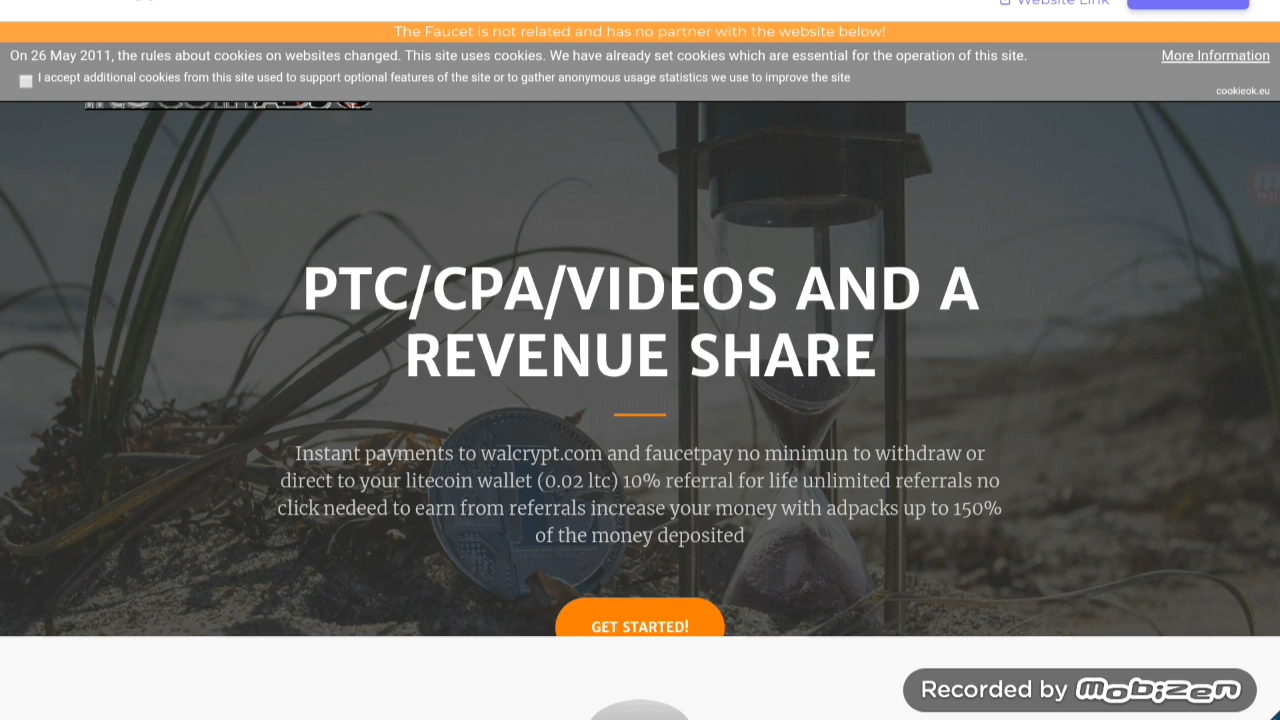 Website Link
The Faucet is not related and has no partner with the website below!
On 26 May 2011, the rules about cookies on websites changed. This site uses cookies. We have already set cookies which are essential for the operation of this site.
More Information
I accept additional cookies from this site used to support optional features of the site or to gather anonymous usage statistics we use to improve the site
cookieok.eu
PTC/CPA/VIDEOS AND A
REVENUE SHARE
Instant payments to walcrypt.com and faucetpay no minimun to withdraw or
direct to your litecoin wallet (0.02 ltc) 10% referral for life unlimited referrals no
click nedeed to earn from referrals increase your money with adpacks up to 150%
of the money deposited
GET STARTED!
Recorded by mobizen